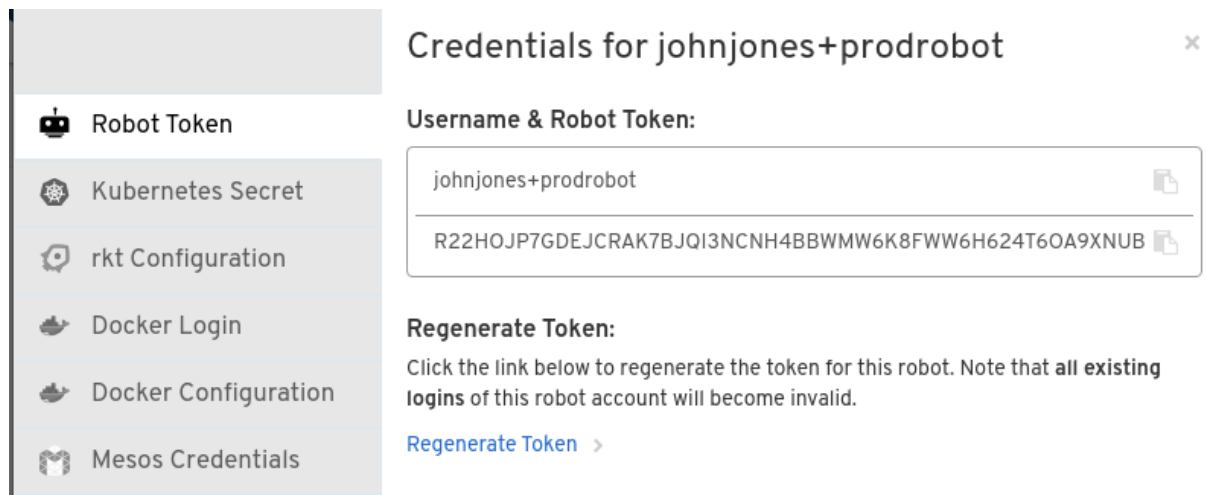 Credentials for johnjones+prodrobot
×
Robot Token
Kubernetes Secret
rkt Configuration
Docker Login
Docker Configuration
Mesos Credentials
Username & Robot Token:
johnjones+prodrobot
R22HOJP7GDEJCRAK7BJQI3NCNH4BBWMW6K8FWW6H624T6OA9XNUB
Regenerate Token:
Click the link below to regenerate the token for this robot. Note that all existing
logins of this robot account will become invalid.
Regenerate Token